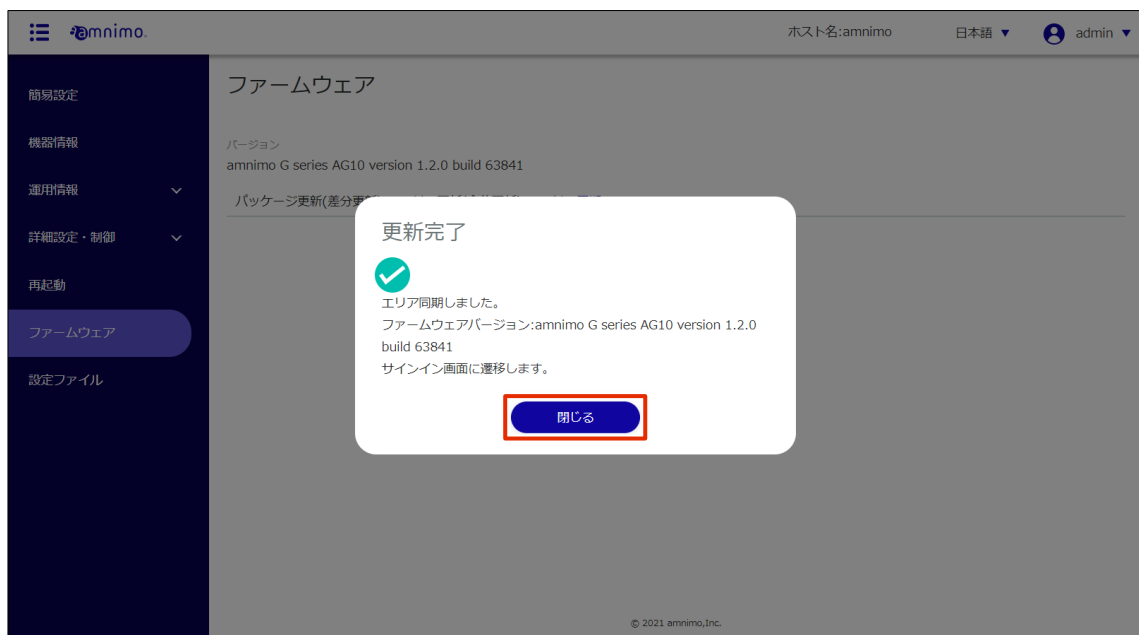 amnimo.
ホスト名:amnimo
日本語 ▼
admin ▼
簡易設定
機器情報
運用情報
詳細設定・制御
再起動
ファームウェア
設定ファイル
ファームウェア
バージョン
amnimo G series AG10 version 1.2.0 build 63841
パッケージ更新(差分更
更新完了
エリア同期しました。
ファームウェアバージョン:amnimo G series AG10 version 1.2.0
build 63841
サインイン画面に遷移します。
閉じる
© 2021 amnimo,Inc.